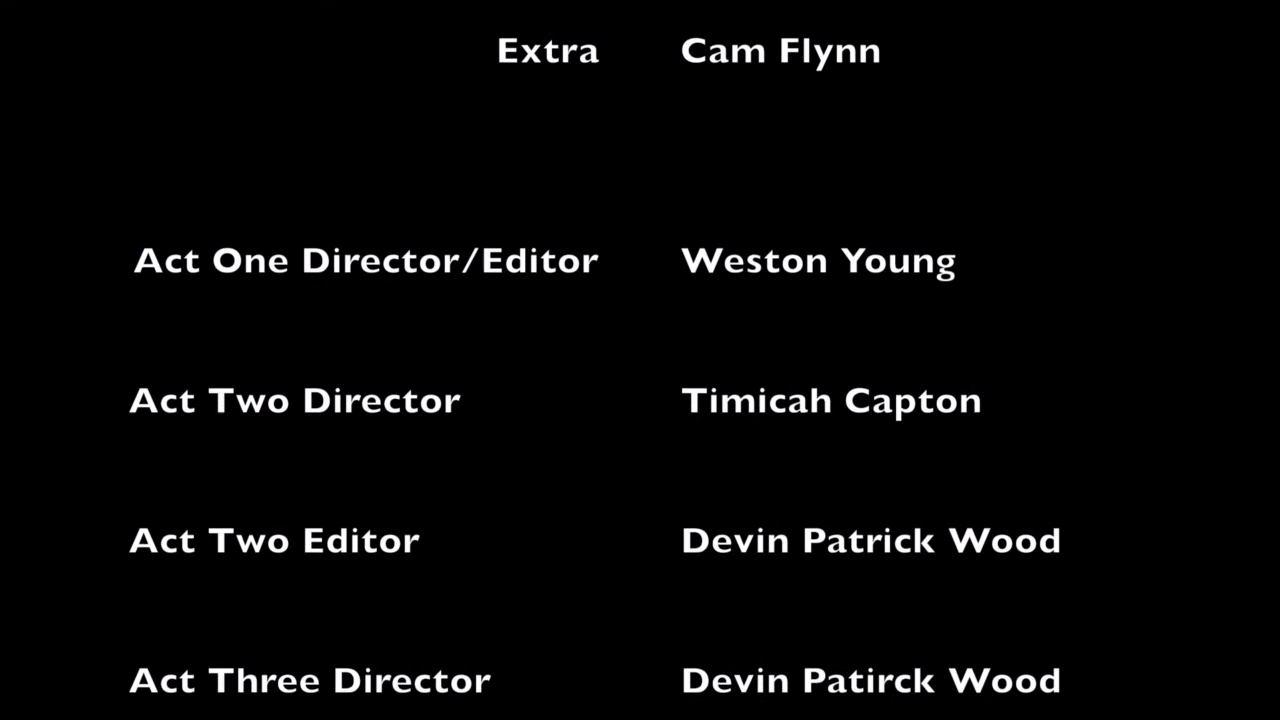 Extra Cam Flynn
Act One Director/Editor Weston Young
Act Two Director Timicah Capton
Act Two Editor Devin Patrick Wood
Act Three Director Devin Patirck Wood